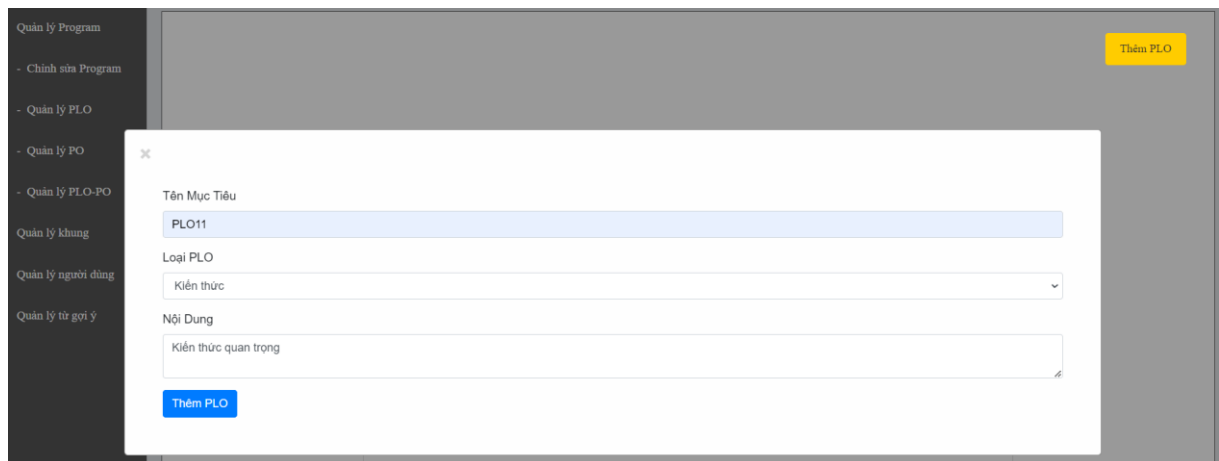 Quản lý Program
- Chỉnh sửa Program
- Quản lý PLO
- Quản lý PO
- Quản lý PLO-PO
Quản lý khung
Quản lý người dùng
Quản lý từ gợi ý
Thêm PLO
×
Tên Mục Tiêu
PLO11
Loại PLO
Kiến thức
Nội Dung
Kiến thức quan trọng
Thêm PLO